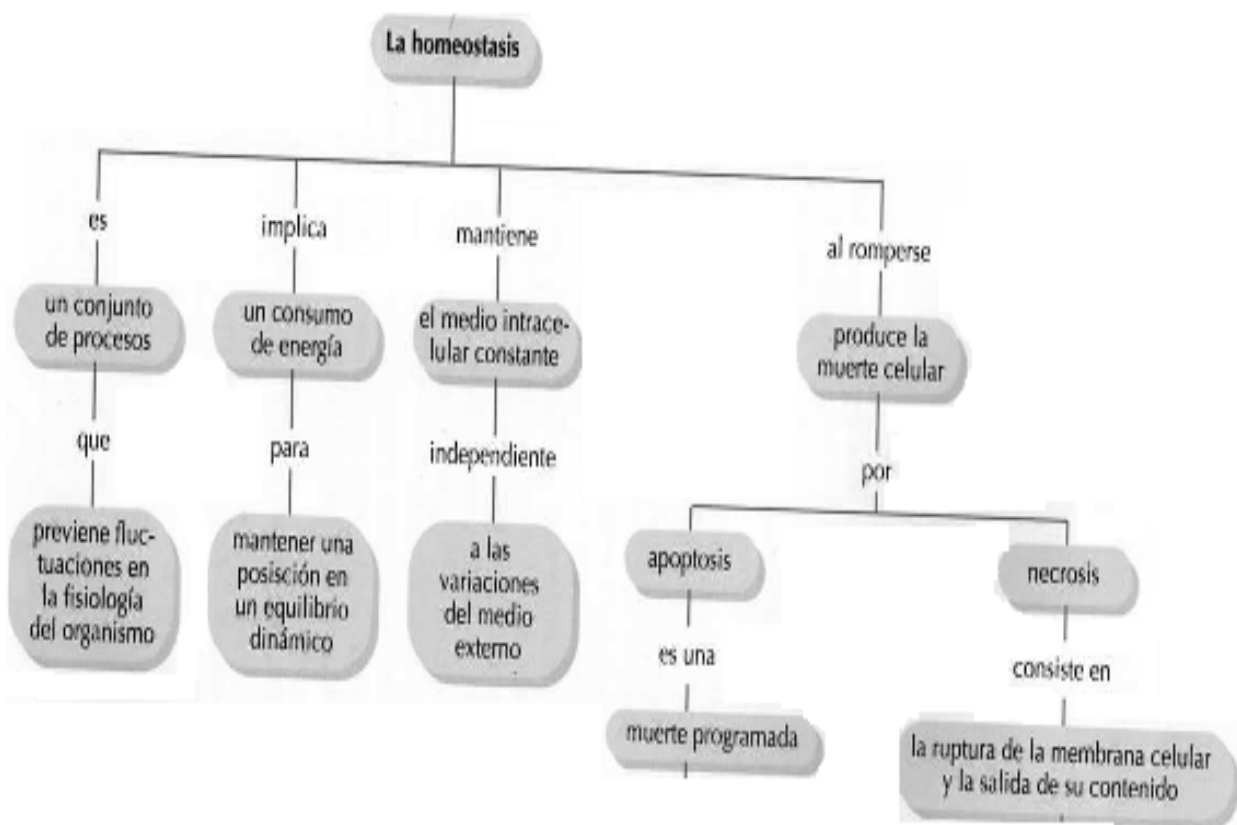 La homeostasis
es
implica
mantiene
al romperse
un conjunto
de procesos
un consumo
de energía
el medio intrace-
lular constante
produce la
muerte celular
que
para
independiente
por
previene fluc-
tuaciones en
la fisiología
del organismo
mantener una
posisción en
un equilibrio
dinámico
a las
variaciones
del medio
externo
apoptosis
necrosis
es una
consiste en
muerte programada
la ruptura de la membrana celular
y la salida de su contenido